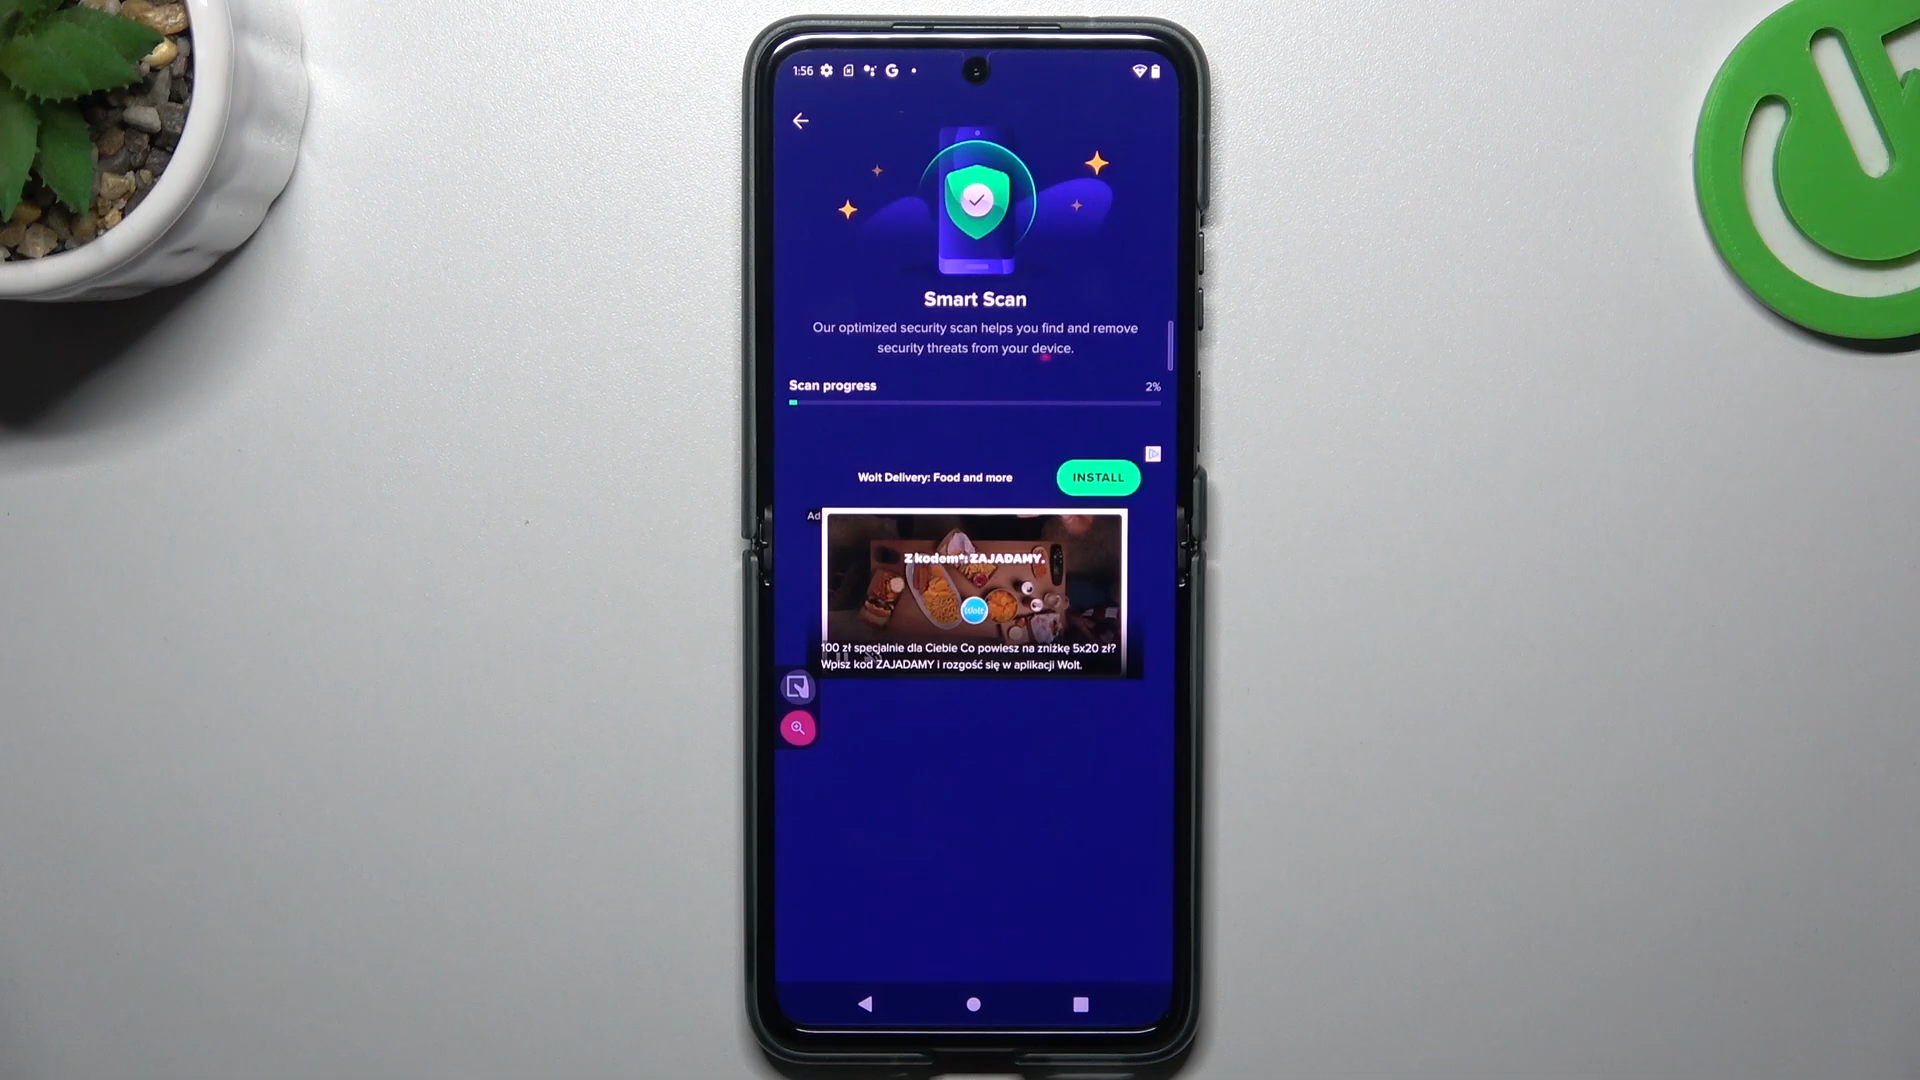 1:56
Smart Scan
Our optimized security scan helps you find and remove
security threats from your device.
Scan progress
2%
Wolt Delivery: Food and more
INSTALL
Ad
Z kodem*: ZAJADAMY.
Wolt
100 zł specjalnie dla Ciebie Co powiesz na zniżkę 5x20 zł?
Wpisz kod ZAJADAMY i rozgość się w aplikacji Wolt.